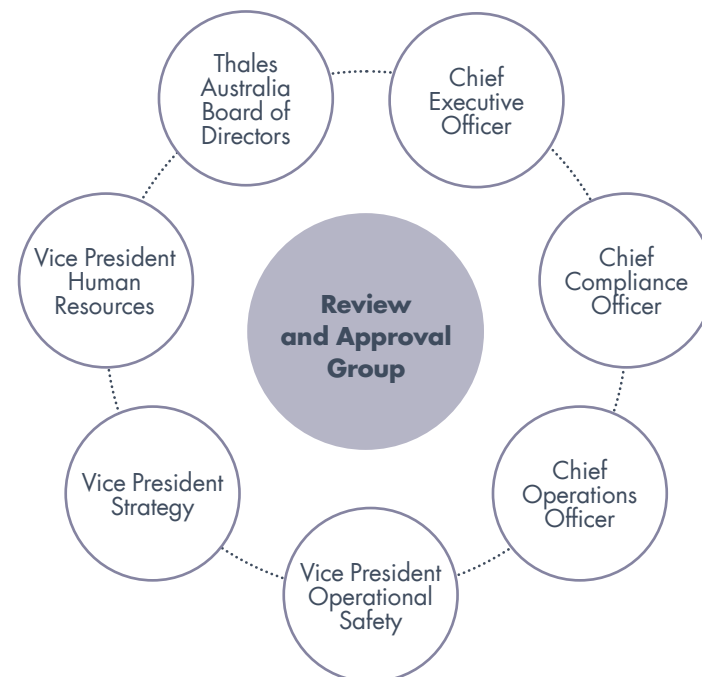 Thales
Australia
Board of
Directors
Chief
Executive
Officer
Vice President
Human
Resources
Chief
Compliance
Officer
Review
and Approval
Group
Vice President
Strategy
Chief
Operations
Officer
Vice President
Operational
Safety